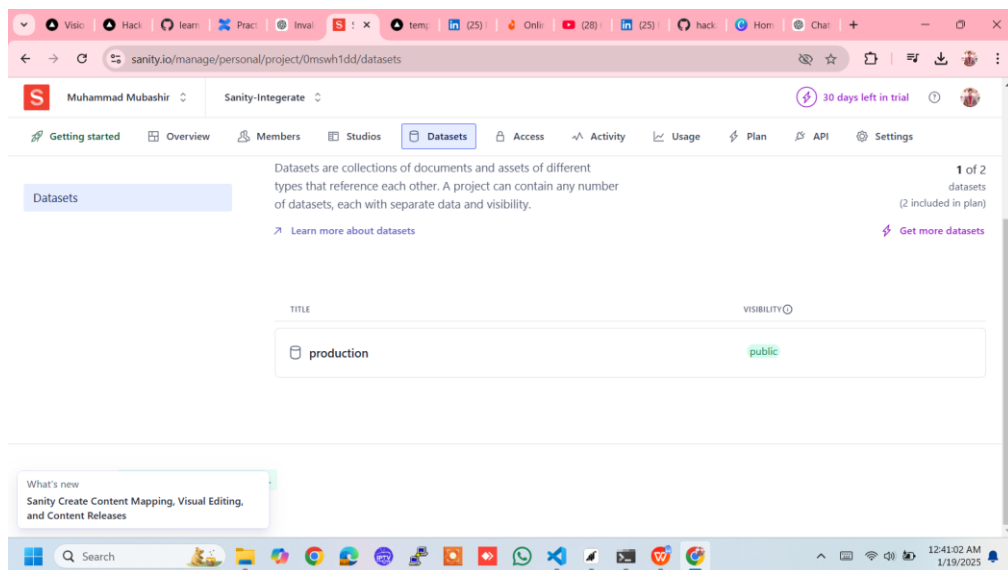 Visic
Hack
learn
Pract
Inval
S
temp
(25)
Onlin
(28)
(25)
hack
Hom
Chat
sanity.io/manage/personal/project/0mswh1dd/datasets
S
Muhammad Mubashir
Sanity-Integerate
30 days left in trial
Getting started
Overview
Members
Studios
Datasets
Access
Activity
Usage
Plan
API
Settings
Datasets
Datasets are collections of documents and assets of different
types that reference each other. A project can contain any number
of datasets, each with separate data and visibility.
Learn more about datasets
1 of 2
datasets
(2 included in plan)
Get more datasets
TITLE
VISIBILITY
production
public
What's new
Sanity Create Content Mapping, Visual Editing,
and Content Releases
Search
12:41:02 AM
1/19/2025